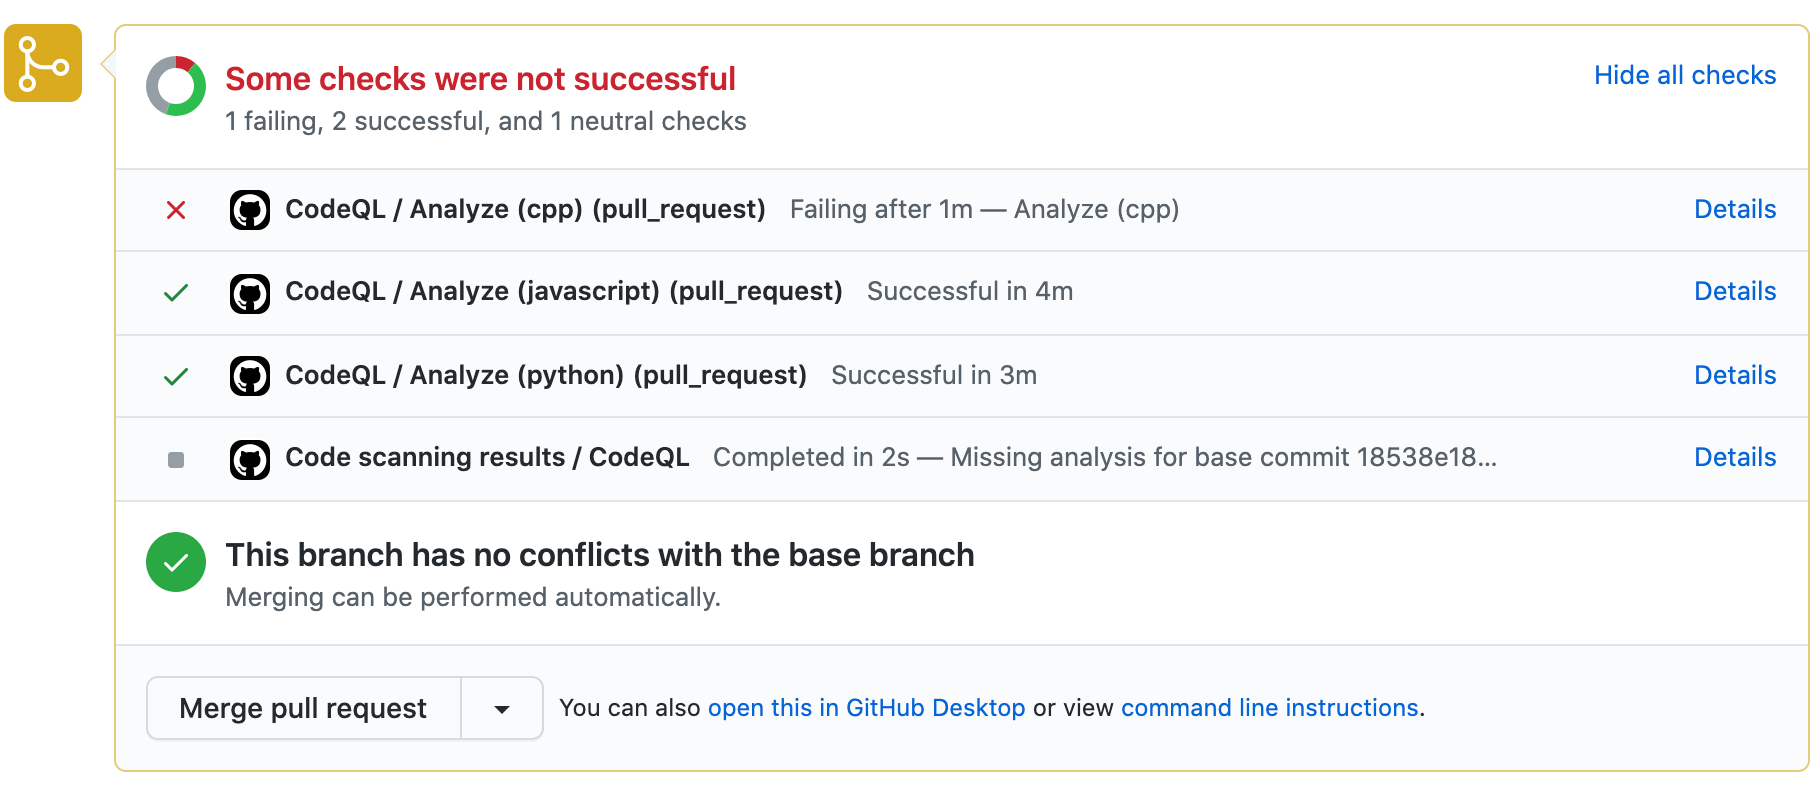 Some checks were not successful
Hide all checks
1 failing, 2 successful, and 1 neutral checks
CodeQL / Analyze (cpp) (pull_request) Failing after 1m — Analyze (cpp) Details
CodeQL / Analyze (javascript) (pull_request) Successful in 4m Details
CodeQL / Analyze (python) (pull_request) Successful in 3m Details
Code scanning results / CodeQL Completed in 2s — Missing analysis for base commit 18538e18... Details
This branch has no conflicts with the base branch
Merging can be performed automatically.
Merge pull request You can also open this in GitHub Desktop or view command line instructions.